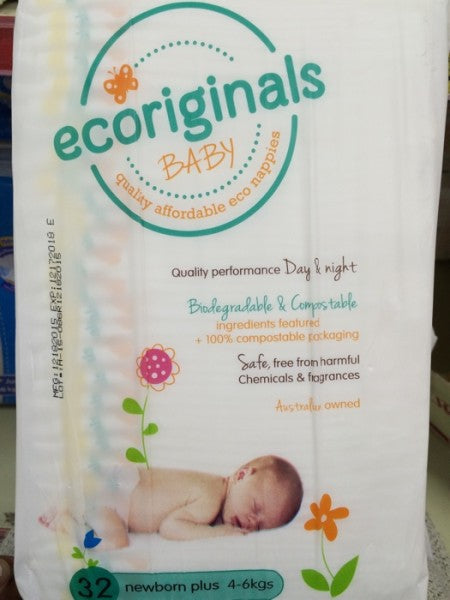 ecoriginals
BABY
quality affordable eco nappies
Quality performance Day & night
Biodegradable & Compostable
ingredients featured
+ 100% compostable packaging
Safe, free from harmful
Chemicals & fragrances
Australian owned
32 newborn plus 4-6kgs